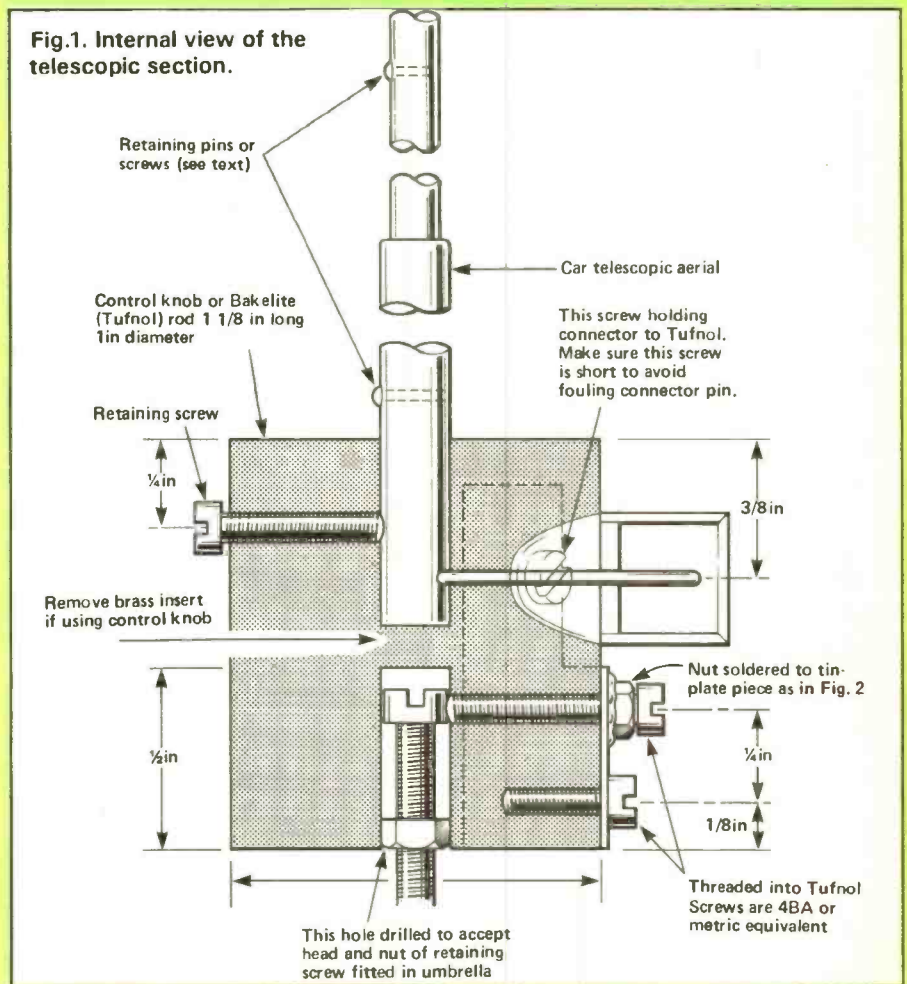 Fig.1. Internal view of the
telescopic section.
Retaining pins or
screws (see text)
Car telescopic aerial
Control knob or Bakelite
(Tufnol) rod 1 1/8 in long
1in diameter
This screw holding
connector to Tufnol.
Make sure this screw
is short to avoid
fouling connector pin.
Retaining screw
¼in
3/8in
Remove brass insert
if using control knob
Nut soldered to tin-
plate piece as in Fig. 2
½in
¼in
1/8in
Threaded into Tufnol
Screws are 4BA or
metric equivalent
This hole drilled to accept
head and nut of retaining
screw fitted in umbrella